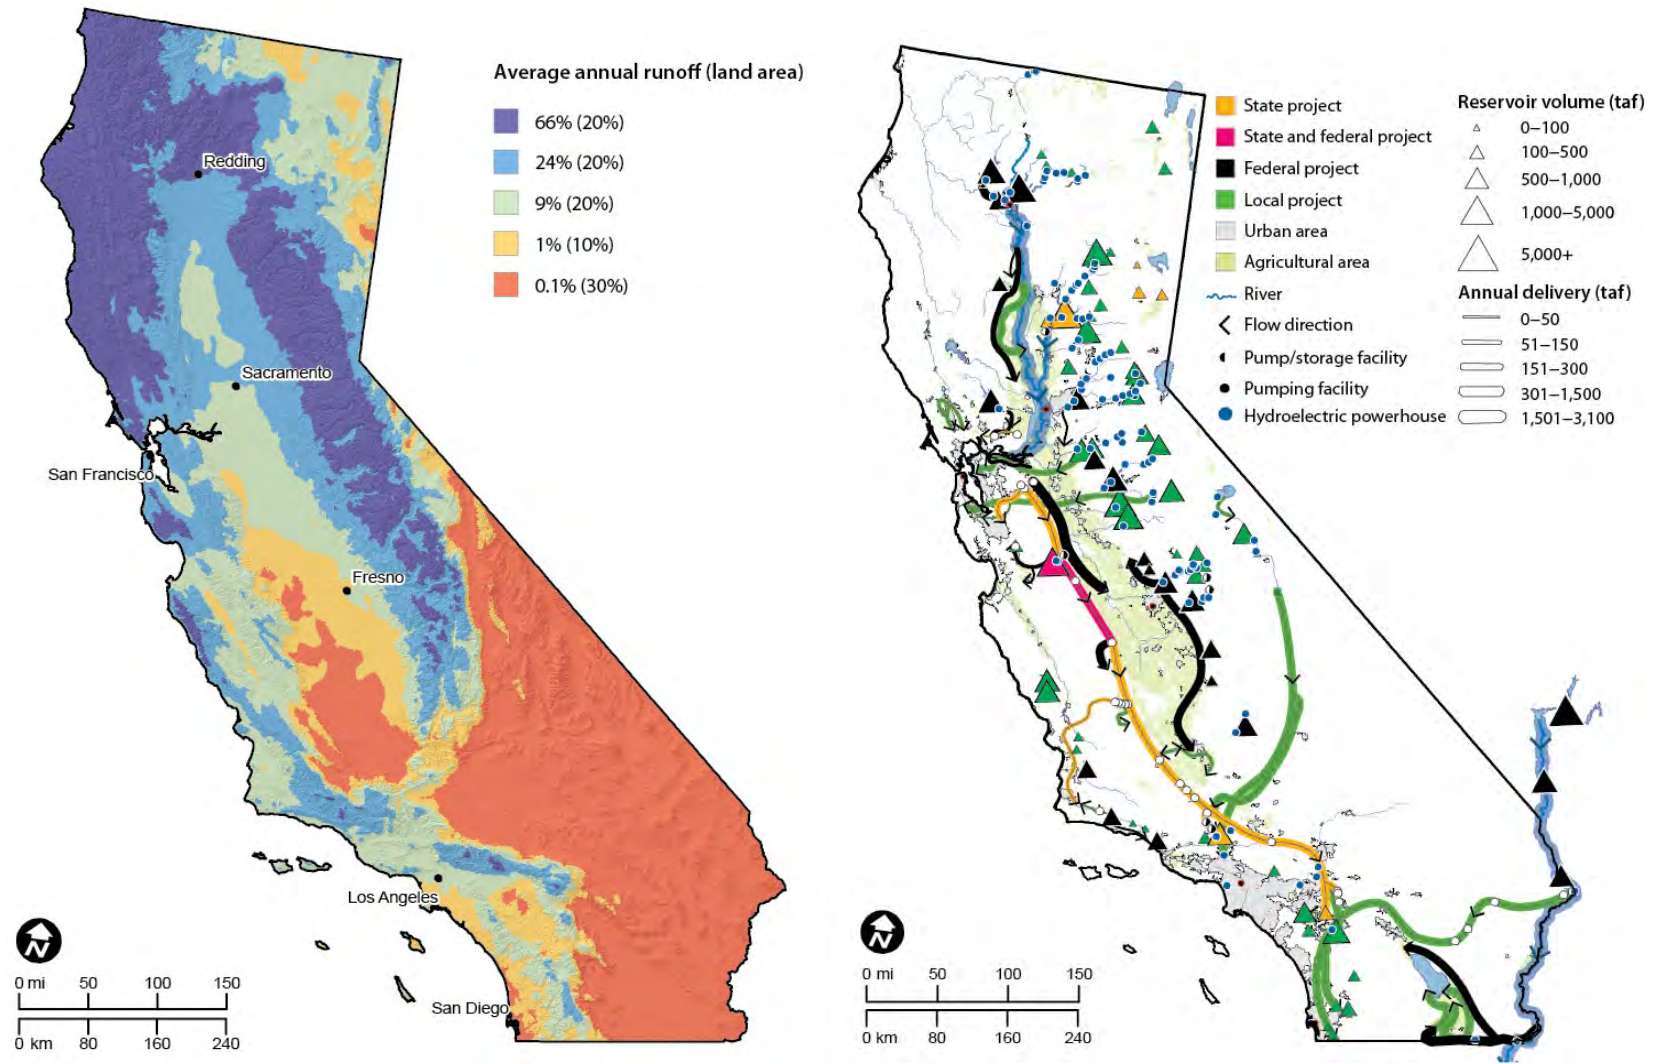 Average annual runoff (land area)
66% (20%)
24% (20%)
9% (20%)
1% (10%)
0.1% (30%)
Redding
Sacramento
San Francisco
Fresno
Los Angeles
San Diego
N
0 mi 50 100 150
0 km 80 160 240
State project
State and federal project
Federal project
Local project
Urban area
Agricultural area
River
Flow direction
Pump/storage facility
Pumping facility
Hydroelectric powerhouse
Reservoir volume (taf)
0–100
100–500
500–1,000
1,000–5,000
5,000+
Annual delivery (taf)
0–50
51–150
151–300
301–1,500
1,501–3,100
N
0 mi 50 100 150
0 km 80 160 240